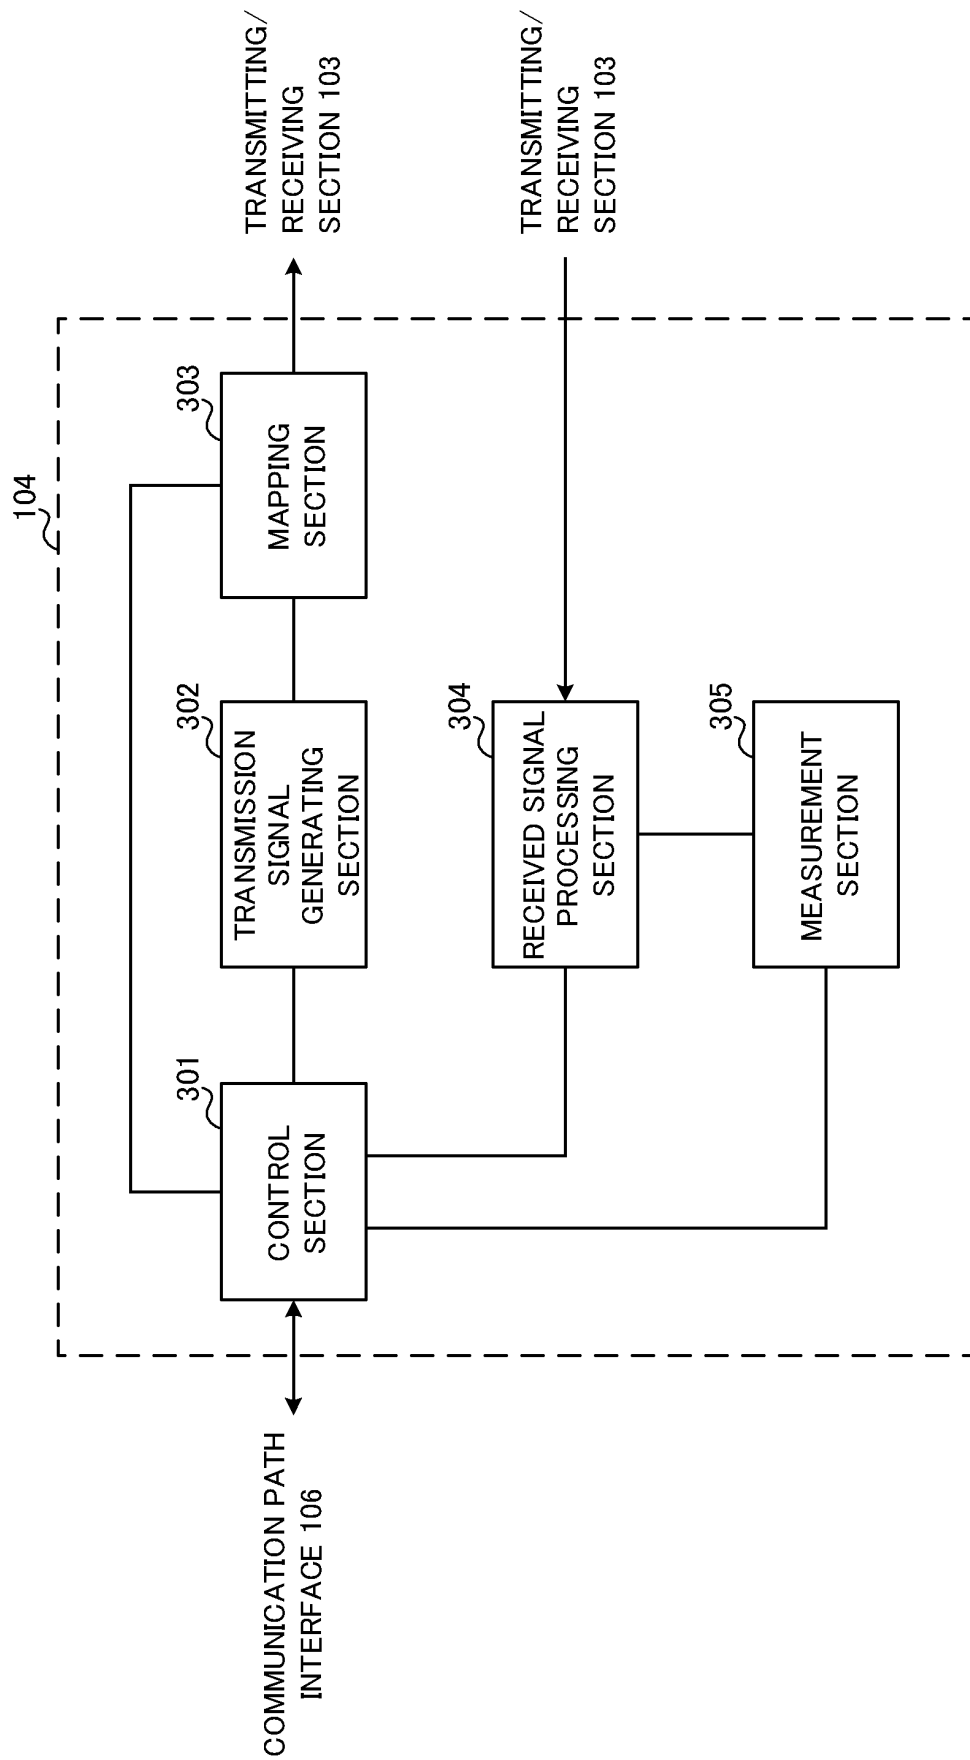 104
COMMUNICATION PATH
INTERFACE 106
301
CONTROL
SECTION
302
TRANSMISSION
SIGNAL
GENERATING
SECTION
303
MAPPING
SECTION
TRANSMITTING/
RECEIVING
SECTION 103
304
RECEIVED SIGNAL
PROCESSING
SECTION
TRANSMITTING/
RECEIVING
SECTION 103
305
MEASUREMENT
SECTION